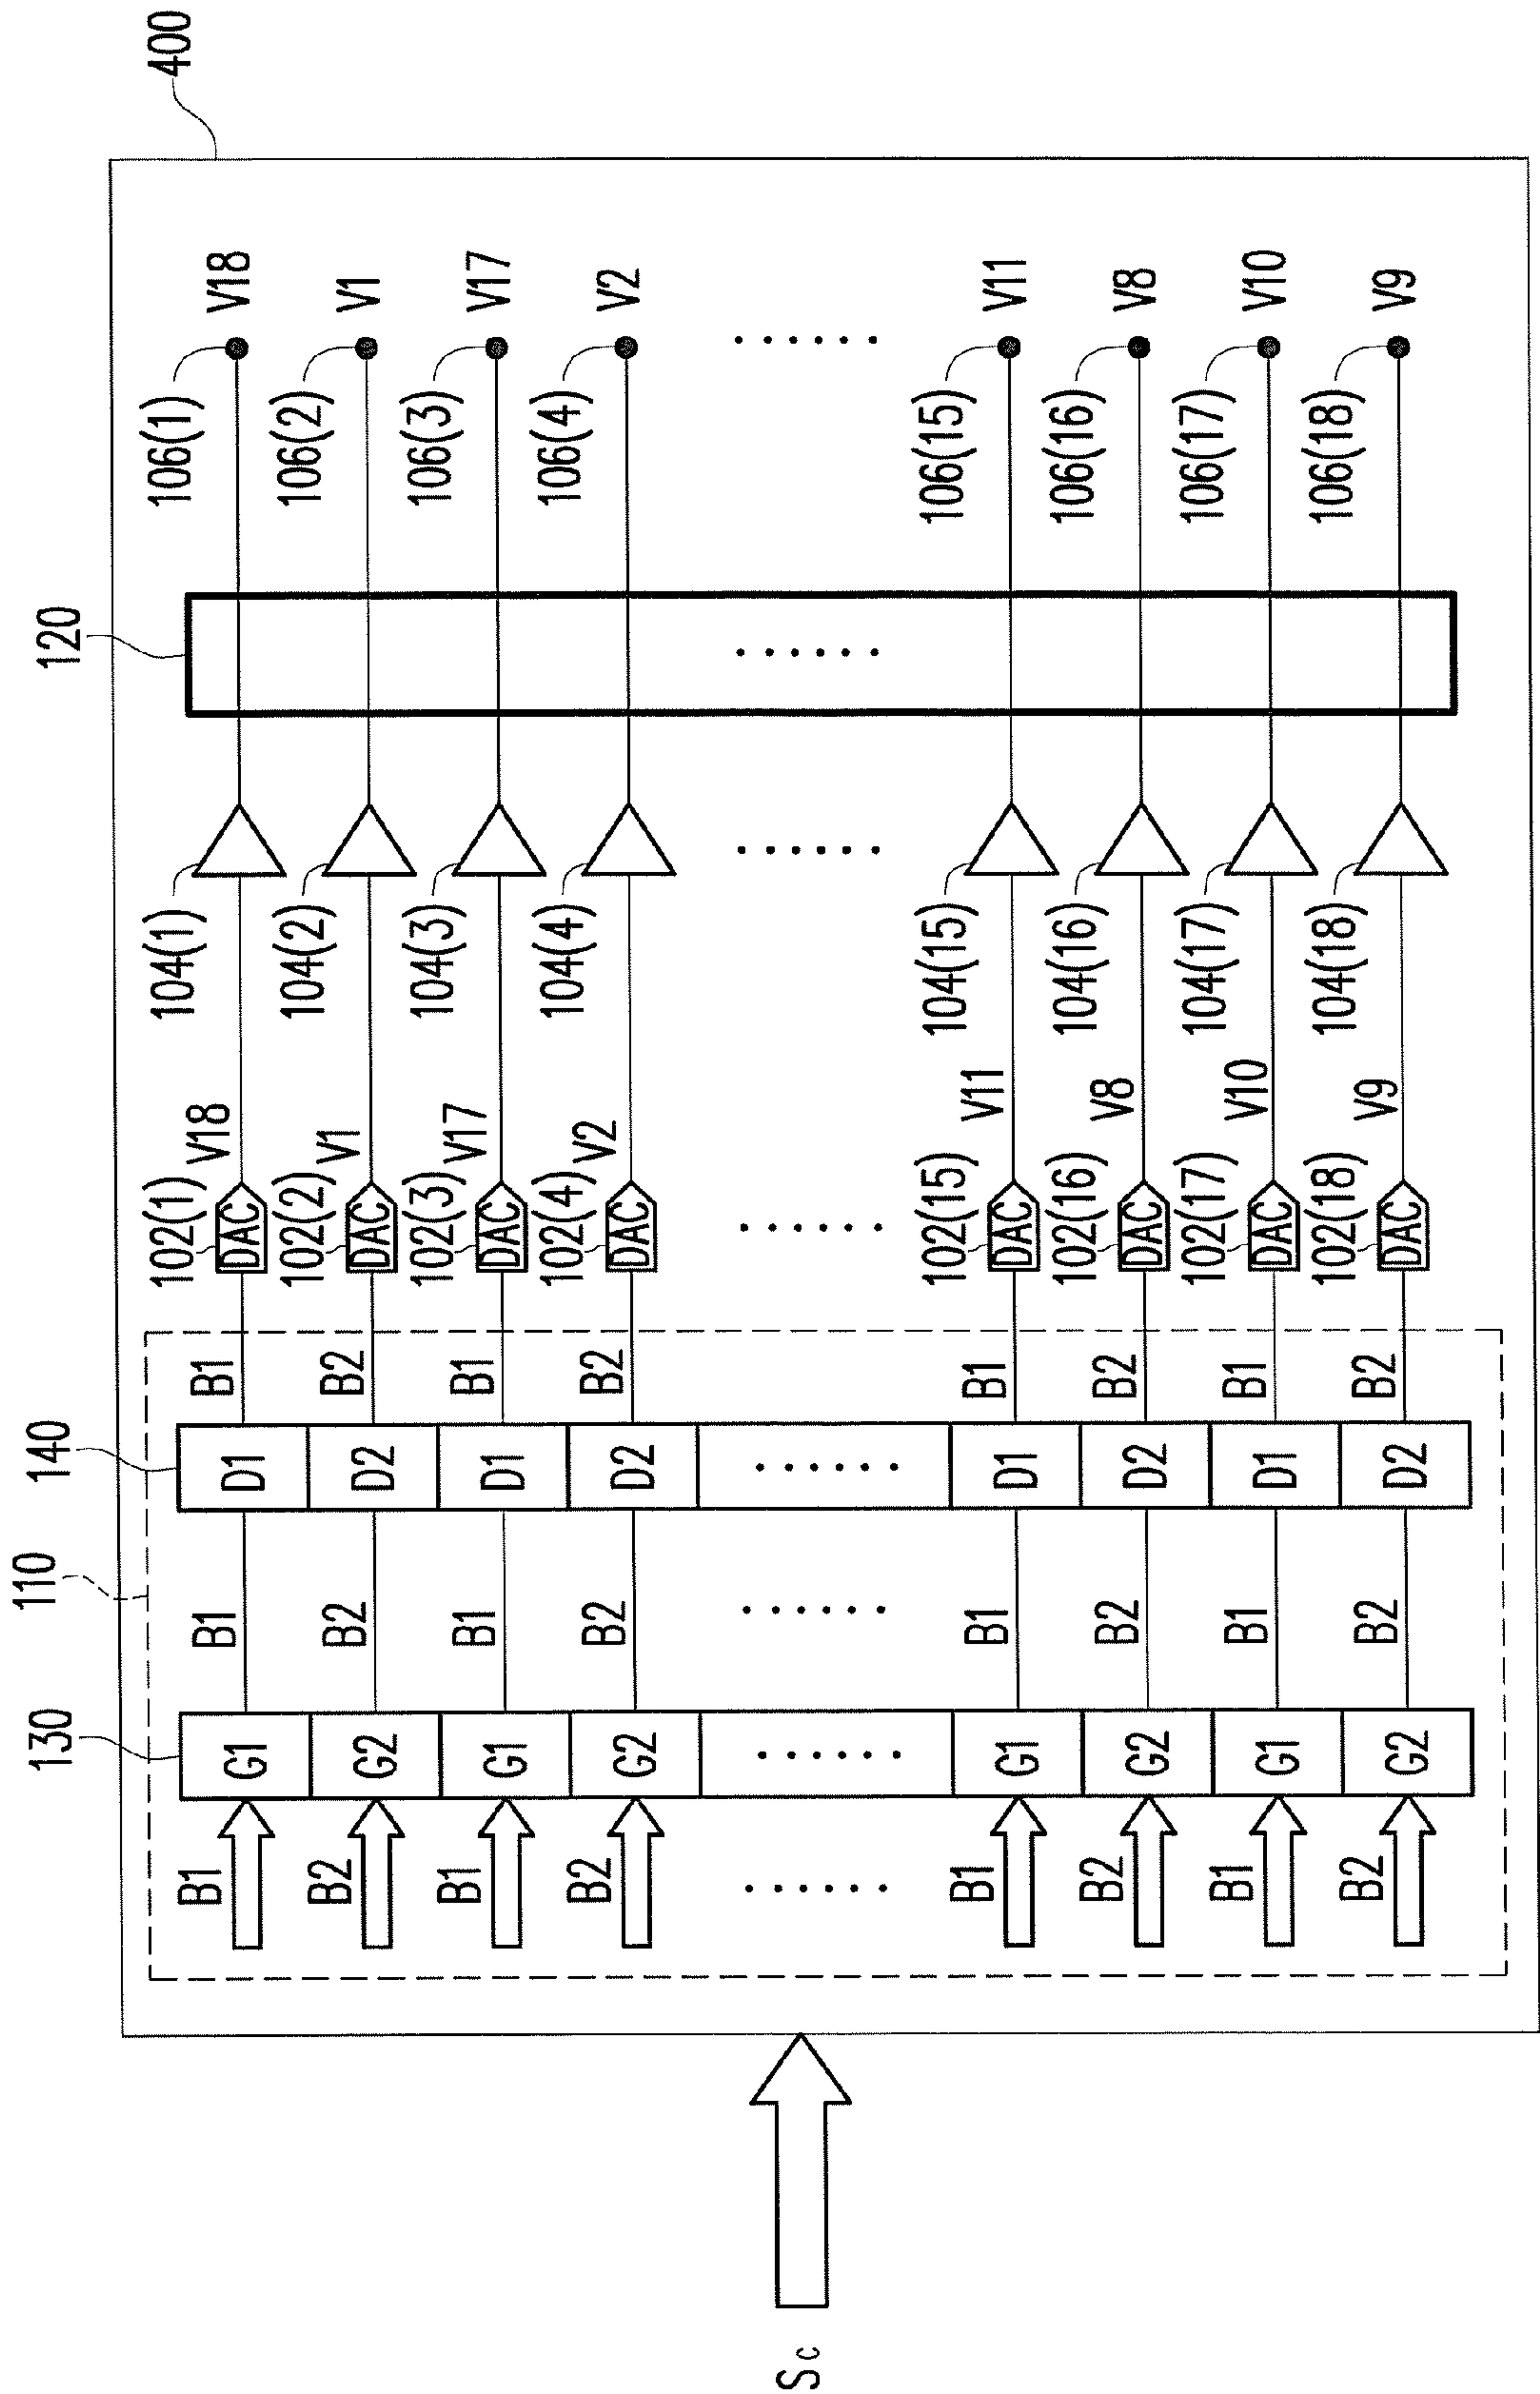 400
120
140
110
130
106(1)
V18
106(2)
V1
106(3)
V17
106(4)
V2
106(15)
V11
106(16)
V8
106(17)
V10
106(18)
V9
104(1)
104(2)
104(3)
104(4)
104(15)
104(16)
104(17)
104(18)
102(1)
V18
DAC
102(2)
V1
DAC
102(3)
V17
DAC
102(4)
V2
DAC
102(15)
V11
DAC
102(16)
V8
DAC
102(17)
V10
DAC
102(18)
V9
DAC
B1
B2
B1
B2
B1
B2
B1
B2
D1
D2
D1
D2
......
D1
D2
D1
D2
B1
B2
B1
B2
......
B1
B2
B1
B2
G1
G2
G1
G2
......
G1
G2
G1
G2
B1
B2
B1
B2
......
B1
B2
B1
B2
Sc